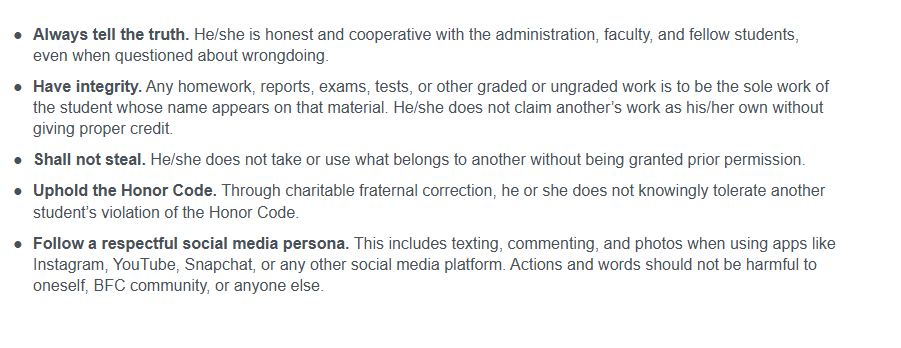 ● Always tell the truth. He/she is honest and cooperative with the administration, faculty, and fellow students,
even when questioned about wrongdoing.
● Have integrity. Any homework, reports, exams, tests, or other graded or ungraded work is to be the sole work of
the student whose name appears on that material. He/she does not claim another’s work as his/her own without
giving proper credit.
● Shall not steal. He/she does not take or use what belongs to another without being granted prior permission.
● Uphold the Honor Code. Through charitable fraternal correction, he or she does not knowingly tolerate another
student’s violation of the Honor Code.
● Follow a respectful social media persona. This includes texting, commenting, and photos when using apps like
Instagram, YouTube, Snapchat, or any other social media platform. Actions and words should not be harmful to
oneself, BFC community, or anyone else.